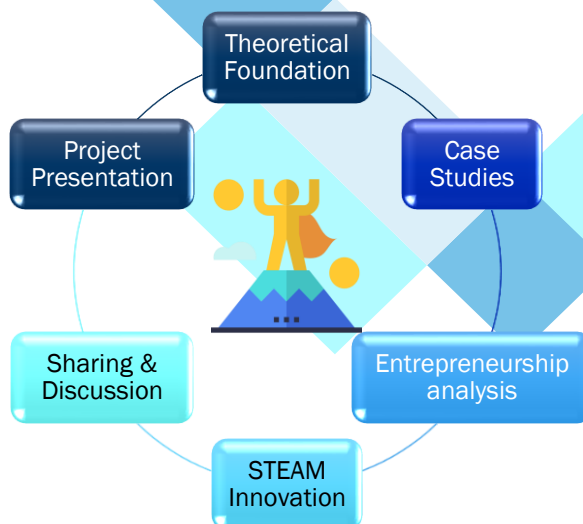 Theoretical
Foundation
Case
Studies
Entrepreneurship
analysis
STEAM
Innovation
Sharing &
Discussion
Project
Presentation